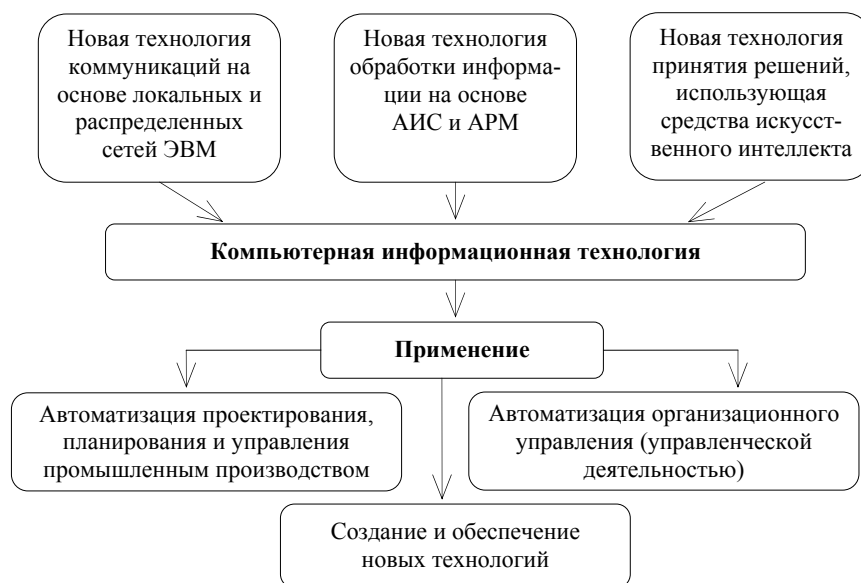 Новая технология
коммуникаций на
основе локальных и
распределенных
сетей ЭВМ
Новая технология
обработки информа-
ции на основе
АИС и АРМ
Новая технология
принятия решений,
использующая
средства искусст-
венного интеллекта
Компьютерная информационная технология
Применение
Автоматизация проектирования,
планирования и управления
промышленным производством
Автоматизация организационного
управления (управленческой
деятельностью)
Создание и обеспечение
новых технологий